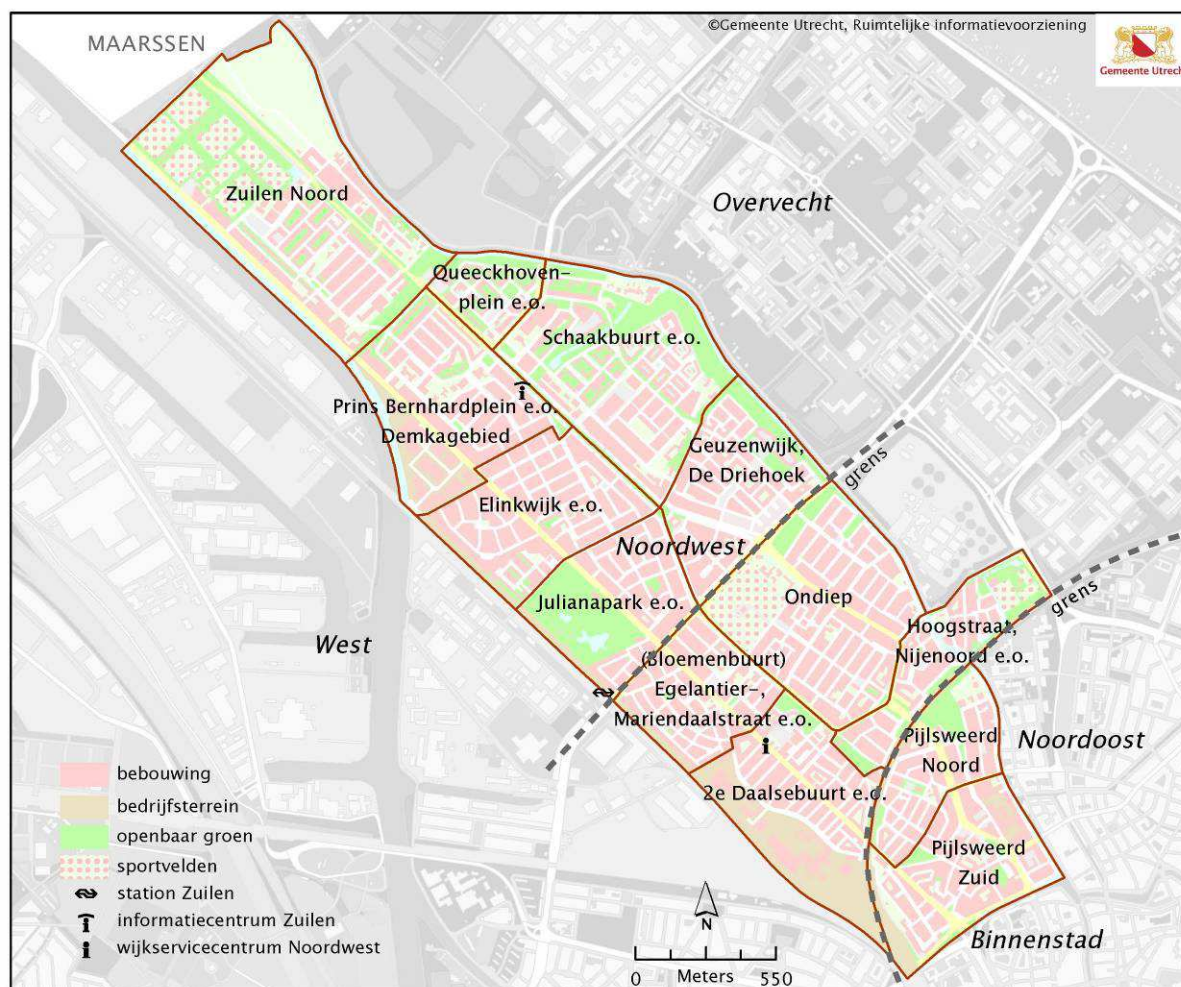 ©Gemeente Utrecht, Ruimtelijke informatievoorziening
Gemeente Utrecht
MAARSSEN
Zuilen Noord
Overvecht
Queeckhoven-
plein e.o.
Schaakbuurt e.o.
Prins Bernhardplein e.o.
Demkagebied
Geuzenwijk,
De Driehoek
grens
Elinkwijk e.o.
Noordwest
Julianapark e.o.
Ondiep
grens
Hoogstraat,
Nijenoord e.o.
West
(Bloemenbuurt)
Egelantier-,
Mariendaalstraat e.o.
Pijlsweerd
Noord
Noordoost
2e Daalsebuurt e.o.
Pijlsweerd
Zuid
Binnenstad
bebouwing
bedrijfsterrein
openbaar groen
sportvelden
station Zuilen
informatiecentrum Zuilen
wijkservicecentrum Noordwest
N
0 Meters 550